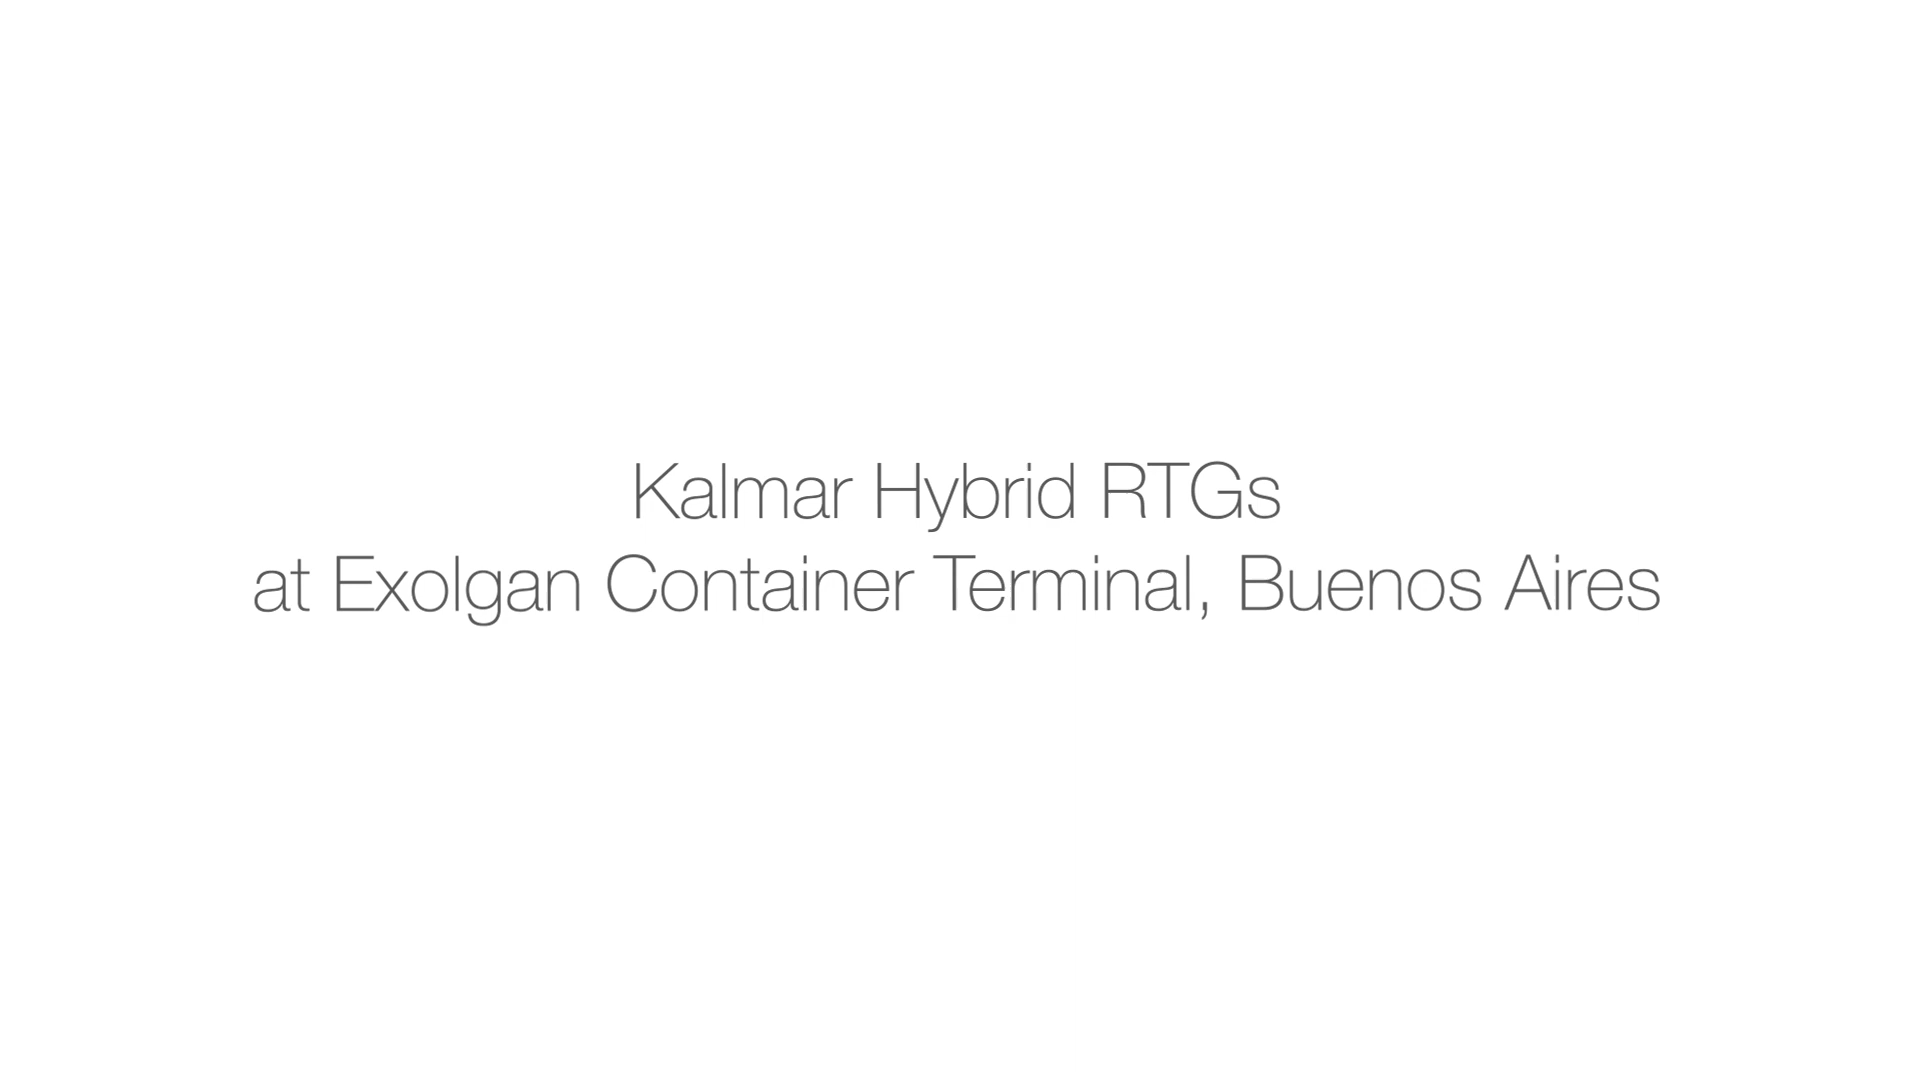 Kalmar Hybrid RTGs
at Exolgan Container Terminal, Buenos Aires